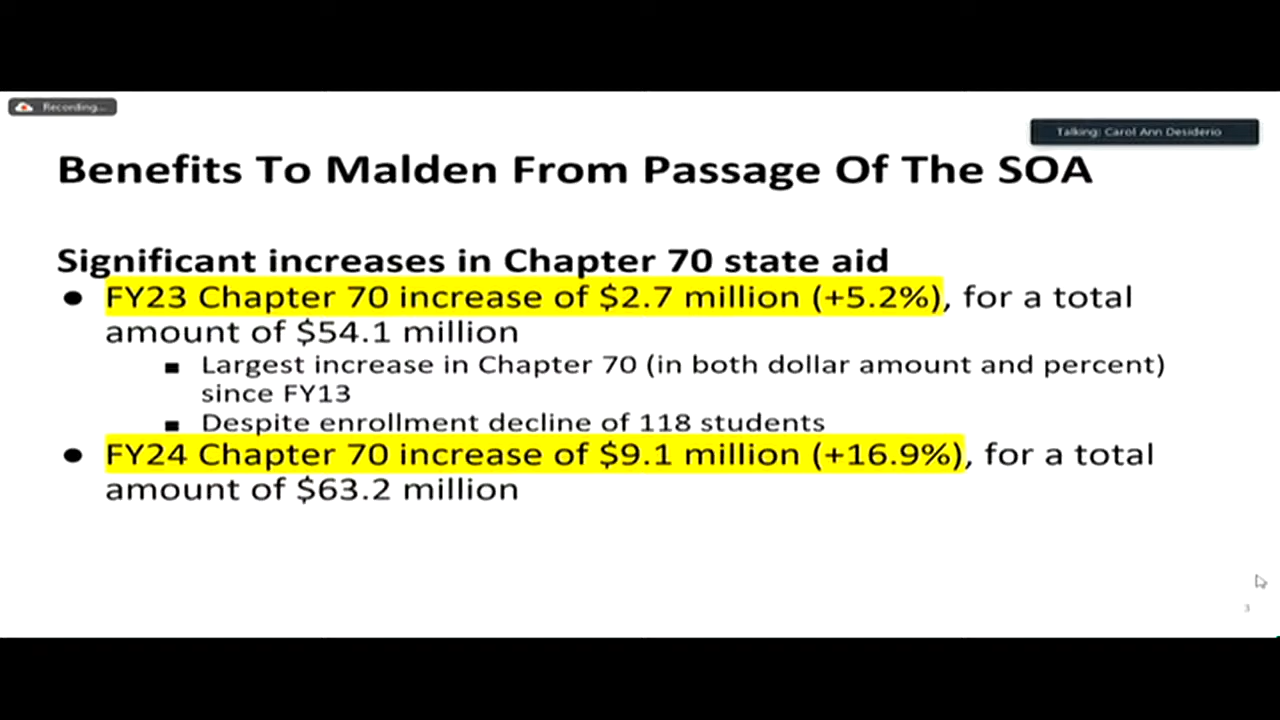 Recording...
Talking: Carol Ann Desiderio
Benefits To Malden From Passage Of The SOA
Significant increases in Chapter 70 state aid
● FY23 Chapter 70 increase of $2.7 million (+5.2%), for a total
amount of $54.1 million
■ Largest increase in Chapter 70 (in both dollar amount and percent)
since FY13
■ Despite enrollment decline of 118 students
● FY24 Chapter 70 increase of $9.1 million (+16.9%), for a total
amount of $63.2 million
3